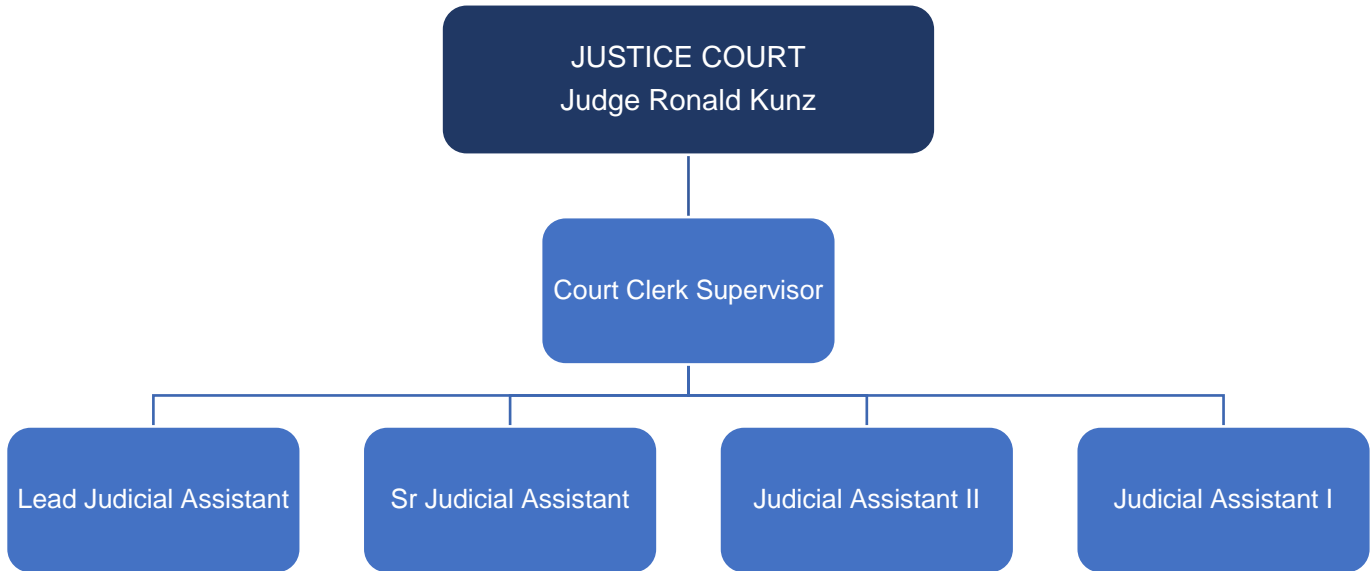 JUSTICE COURT
Judge Ronald Kunz
Court Clerk Supervisor
Lead Judicial Assistant
Sr Judicial Assistant
Judicial Assistant II
Judicial Assistant I